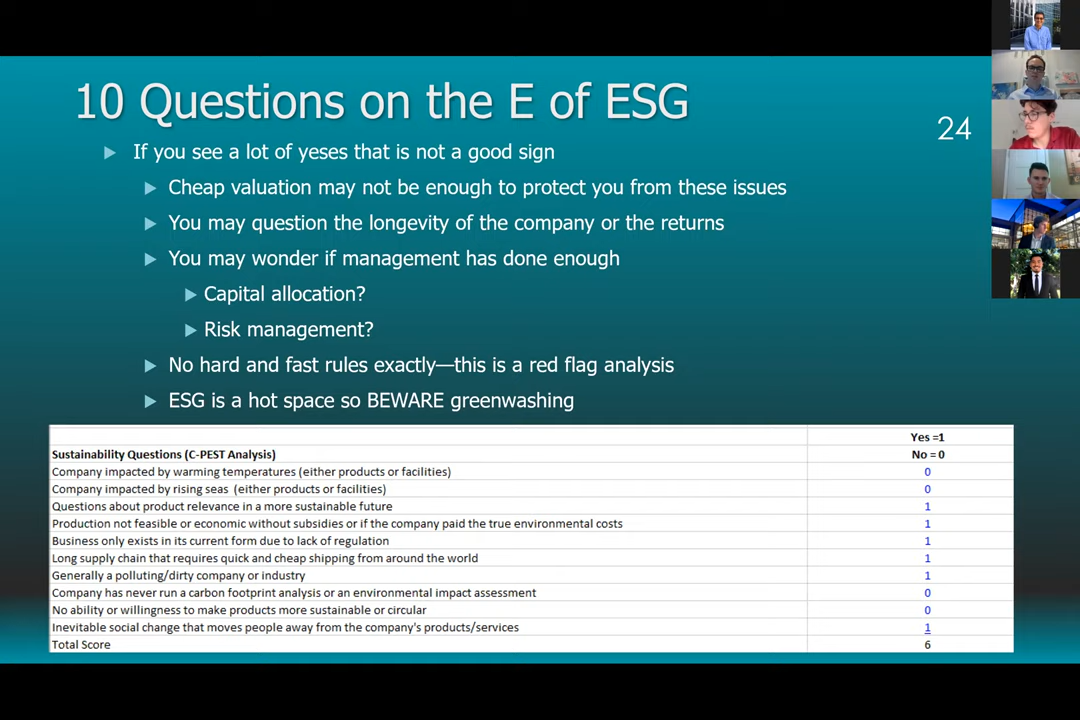 10 Questions on the E of ESG
24
If you see a lot of yeses that is not a good sign
Cheap valuation may not be enough to protect you from these issues
You may question the longevity of the company or the returns
You may wonder if management has done enough
Capital allocation?
Risk management?
No hard and fast rules exactly—this is a red flag analysis
ESG is a hot space so BEWARE greenwashing
Yes =1
Sustainability Questions (C-PEST Analysis) No = 0
Company impacted by warming temperatures (either products or facilities) 0
Company impacted by rising seas (either products or facilities) 0
Questions about product relevance in a more sustainable future 1
Production not feasible or economic without subsidies or if the company paid the true environmental costs 1
Business only exists in its current form due to lack of regulation 1
Long supply chain that requires quick and cheap shipping from around the world 1
Generally a polluting/dirty company or industry 1
Company has never run a carbon footprint analysis or an environmental impact assessment 0
No ability or willingness to make products more sustainable or circular 0
Inevitable social change that moves people away from the company's products/services 1
Total Score 6